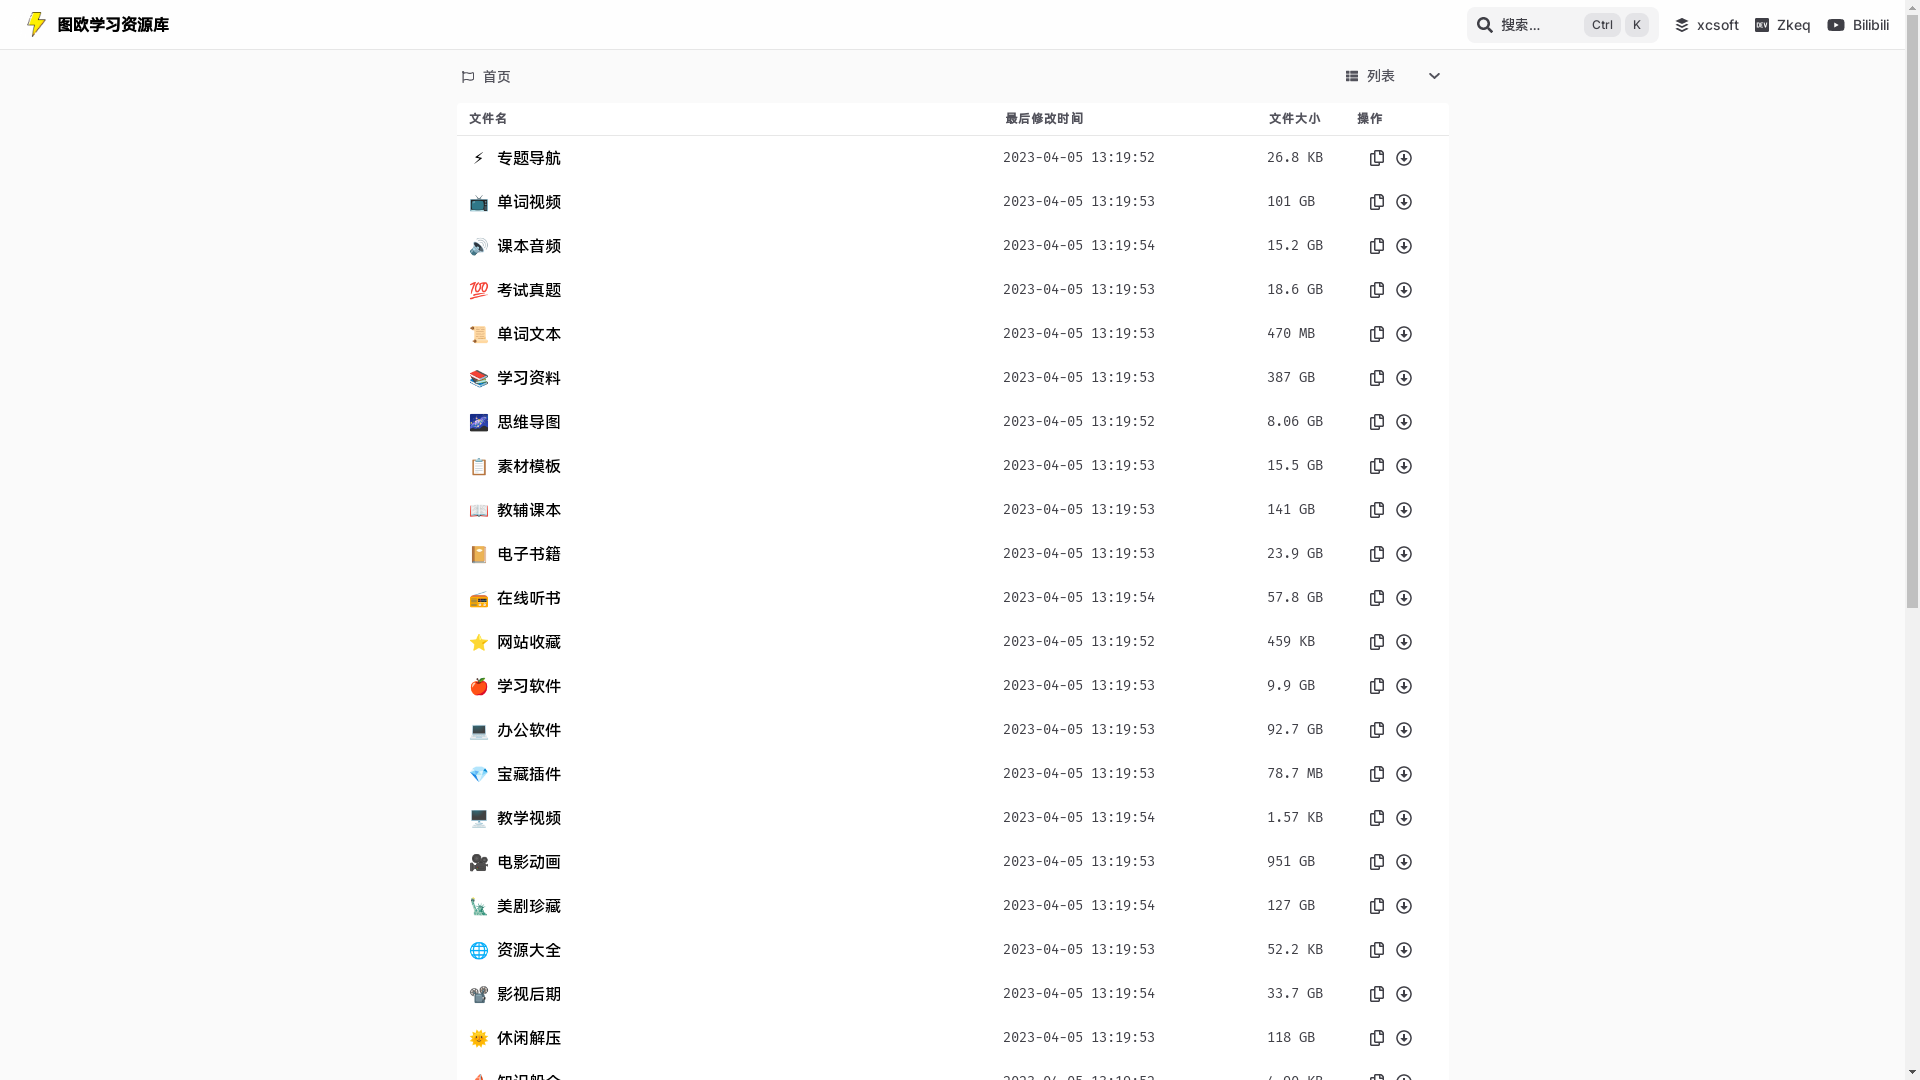 图欧学习资源库 搜索... Ctrl K xcsoft Zkeq Bilibili
首页 列表
文件名 最后修改时间 文件大小 操作
专题导航 2023-04-05 13:19:52 26.8 KB
单词视频 2023-04-05 13:19:53 101 GB
课本音频 2023-04-05 13:19:54 15.2 GB
考试真题 2023-04-05 13:19:53 18.6 GB
单词文本 2023-04-05 13:19:53 470 MB
学习资料 2023-04-05 13:19:53 387 GB
思维导图 2023-04-05 13:19:52 8.06 GB
素材模板 2023-04-05 13:19:53 15.5 GB
教辅课本 2023-04-05 13:19:53 141 GB
电子书籍 2023-04-05 13:19:53 23.9 GB
在线听书 2023-04-05 13:19:54 57.8 GB
网站收藏 2023-04-05 13:19:52 459 KB
学习软件 2023-04-05 13:19:53 9.9 GB
办公软件 2023-04-05 13:19:53 92.7 GB
宝藏插件 2023-04-05 13:19:53 78.7 MB
教学视频 2023-04-05 13:19:54 1.57 KB
电影动画 2023-04-05 13:19:53 951 GB
美剧珍藏 2023-04-05 13:19:54 127 GB
资源大全 2023-04-05 13:19:53 52.2 KB
影视后期 2023-04-05 13:19:54 33.7 GB
休闲解压 2023-04-05 13:19:53 118 GB